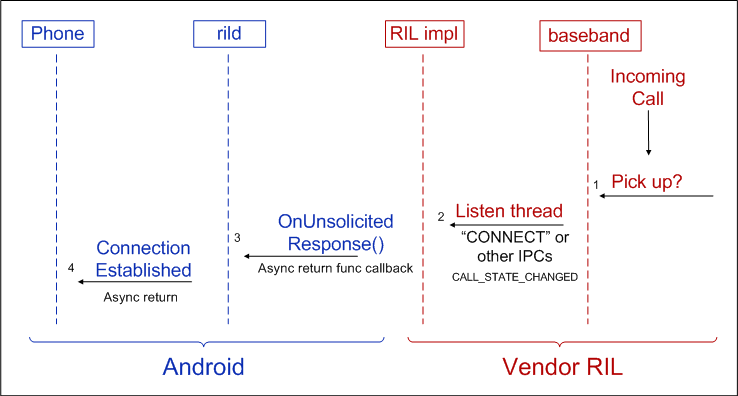 Phone
rild
RIL impl
baseband
Incoming
Call
1
Pick up?
2
Listen thread
"CONNECT" or
other IPCs
CALL_STATE_CHANGED
3
OnUnsolicited
Response()
Async return func callback
4
Connection
Established
Async return
Android
Vendor RIL